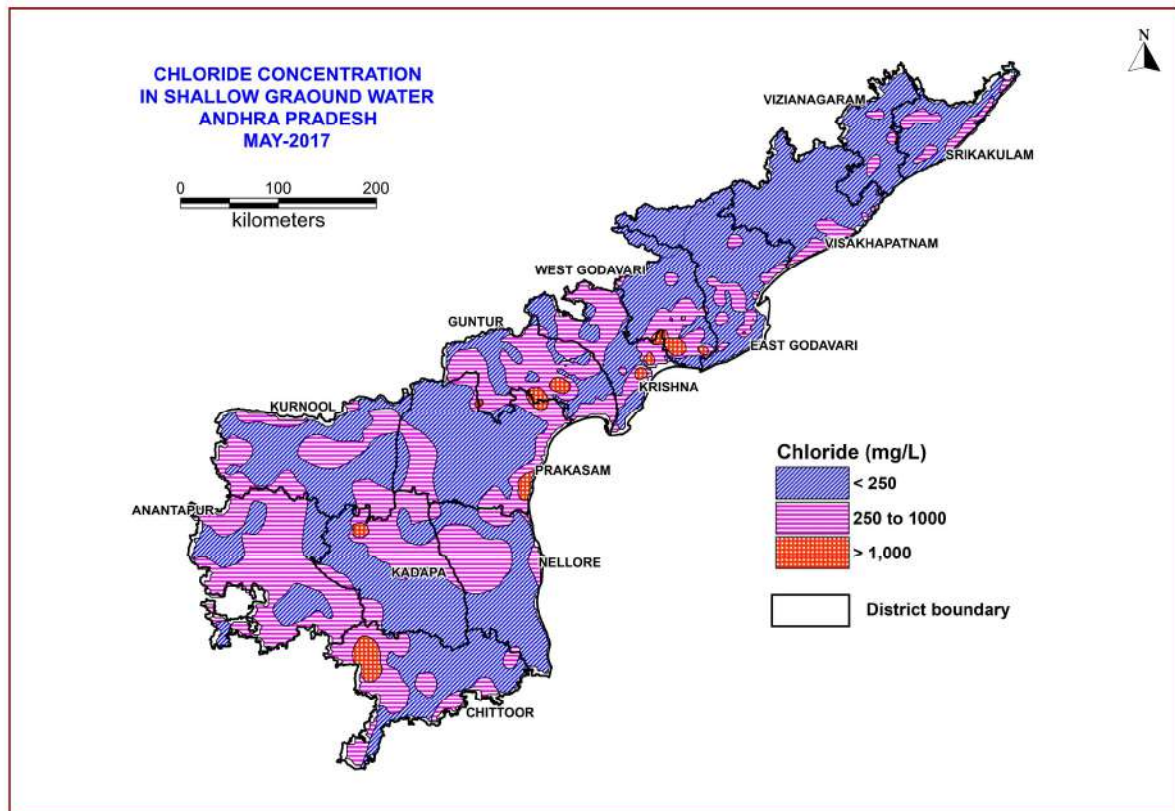 CHLORIDE CONCENTRATION
IN SHALLOW GRAOUND WATER
ANDHRA PRADESH
MAY-2017
0 100 200
kilometers
N
VIZIANAGARAM
SRIKAKULAM
VISAKHAPATNAM
WEST GODAVARI
GUNTUR
EAST GODAVARI
KRISHNA
KURNOOL
PRAKASAM
ANANTAPUR
NELLORE
KADAPA
CHITTOOR
Chloride (mg/L)
< 250
250 to 1000
> 1,000
District boundary